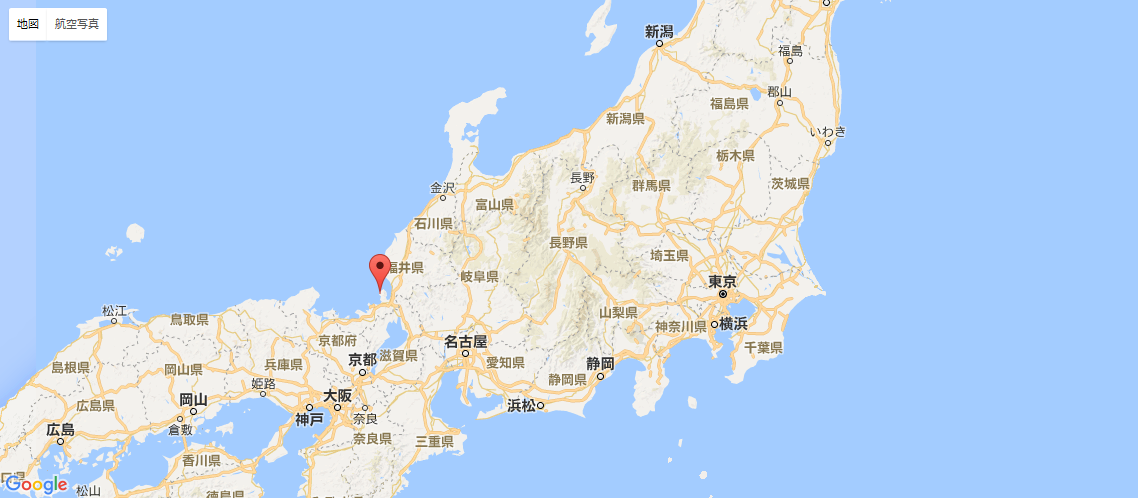 地図 航空写真
新潟
福島
郡山
福島県
新潟県
いわき
栃木県
長野
金沢
群馬県
茨城県
富山県
石川県
長野県
埼玉県
福井県
岐阜県
東京
松江
鳥取県
山梨県
神奈川県
横浜
京都府
名古屋
千葉県
京都
滋賀県
愛知県
静岡
島根県
岡山県
兵庫県
姫路
静岡県
大阪
岡山
広島県
浜松
神戸
奈良
倉敷
広島
奈良県
三重県
香川県
Google
松山
徳島県